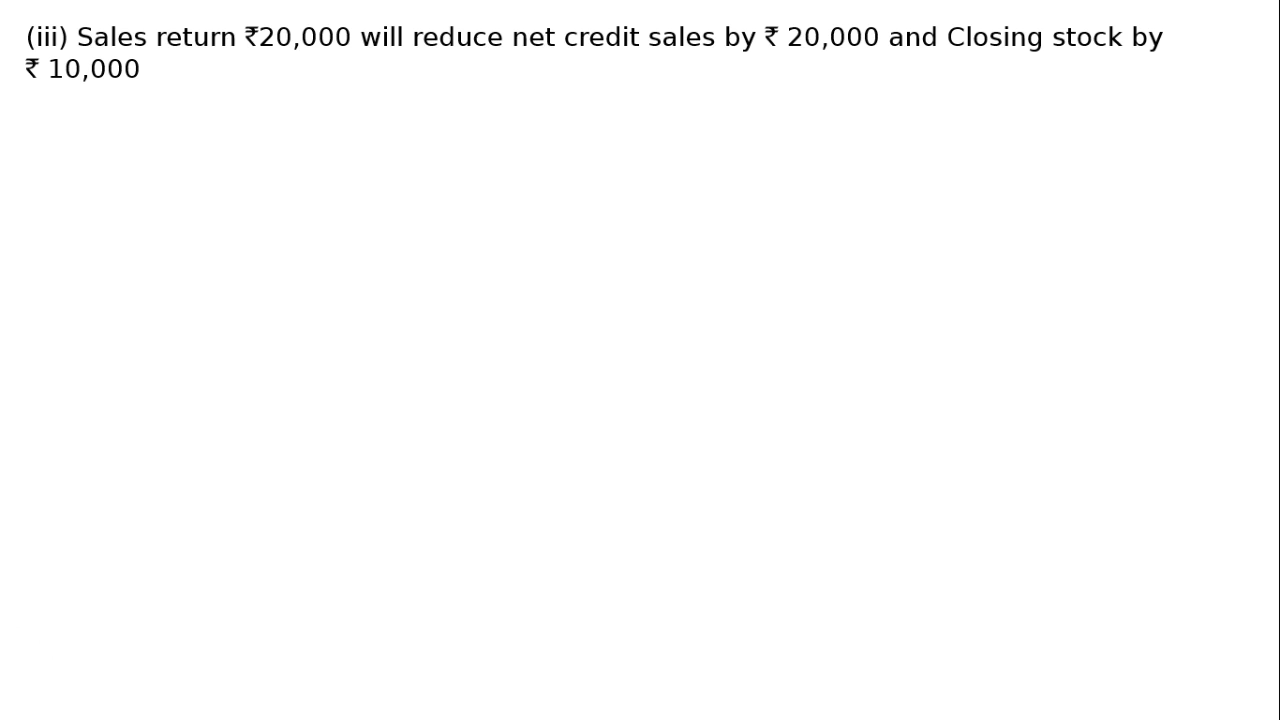 (iii) Sales return ₹20,000 will reduce net credit sales by ₹ 20,000 and Closing stock by
₹ 10,000